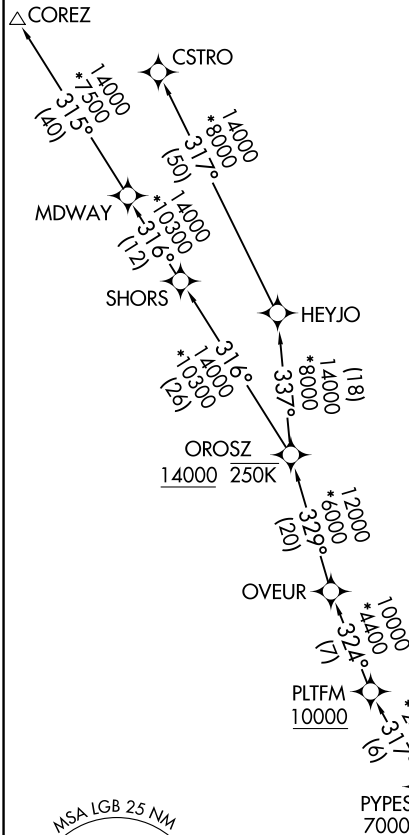 COREZ
CSTRO
14000
*7500
315°
(40)
14000
*8000
317°
(50)
MDWAY
14000
*10300
316°
(12)
SHORS
HEYJO
316°
14000
*10300
(26)
(18)
14000
*8000
337°
OROSZ
14000 250K
12000
*6000
329°
(20)
OVEUR
10000
*4400
324°
(7)
PLTFM
10000
317°
(6)
PYPES
7000
MSA LGB 25 NM